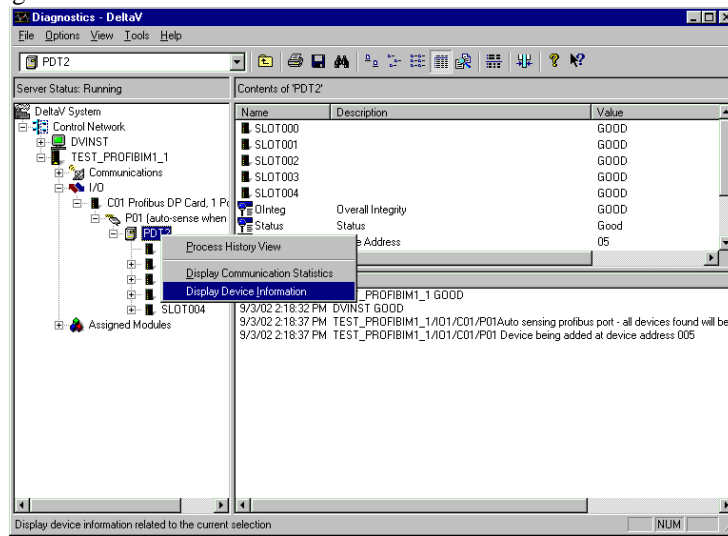 Diagnostics - DeltaV
File Options View Tools Help
PDT2
Server Status: Running
Contents of 'PDT2'
DeltaV System
Control Network
DVINST
TEST_PROFIBIM1_1
Communications
I/O
C01 Profibus DP Card, 1 Po
P01 (auto-sense when
PDT2
SLOT004
Assigned Modules
Process History View
Display Communication Statistics
Display Device Information
Name Description Value
SLOT000 GOOD
SLOT001 GOOD
SLOT002 GOOD
SLOT003 GOOD
SLOT004 GOOD
OInteg Overall Integrity GOOD
Status Status Good
e Address 05
_PROFIBIM1_1 GOOD
9/3/02 2:18:32 PM DVINST GOOD
9/3/02 2:18:37 PM TEST_PROFIBIM1_1/IO1/C01/P01Auto sensing profibus port - all devices found will be
9/3/02 2:18:37 PM TEST_PROFIBIM1_1/IO1/C01/P01 Device being added at device address 005
Display device information related to the current selection
NUM